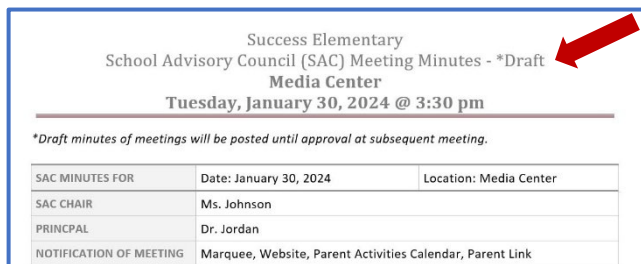 Success Elementary
School Advisory Council (SAC) Meeting Minutes - *Draft
Media Center
Tuesday, January 30, 2024 @ 3:30 pm
*Draft minutes of meetings will be posted until approval at subsequent meeting.
SAC MINUTES FOR Date: January 30, 2024 Location: Media Center
SAC CHAIR Ms. Johnson
PRINCPAL Dr. Jordan
NOTIFICATION OF MEETING Marquee, Website, Parent Activities Calendar, Parent Link